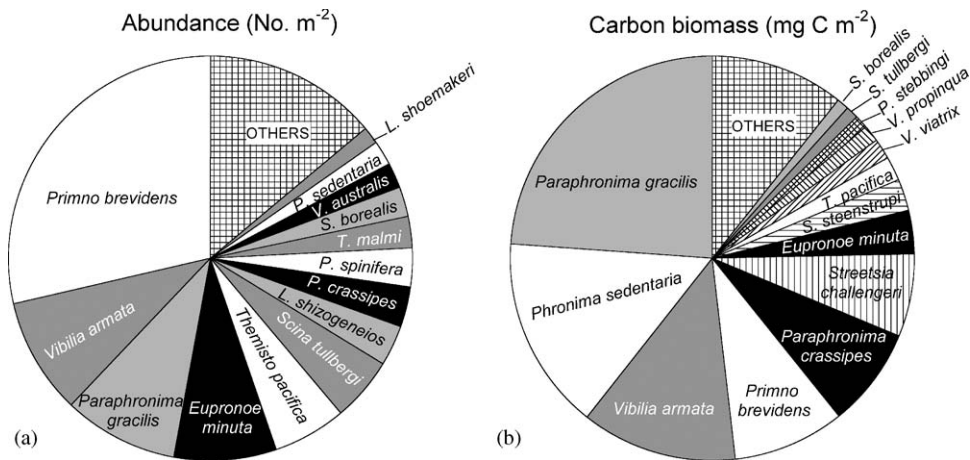 Abundance (No. m⁻²)
OTHERS
L. shoemakeri
P. sedentaria
V. australis
S. borealis
T. malmi
P. spinifera
P. crassipes
L. shizogeneios
Scina tullbergi
Themisto pacifica
Eupronoe
minuta
Paraphronima
gracilis
Vibilia armata
Primno brevidens
(a)
Carbon biomass (mg C m⁻²)
OTHERS
S. borealis
S. tullbergi
P. stebbingi
V. propinqua
V. viatrix
T. pacifica
S. steenstrupi
Eupronoe minuta
Streetsia
challengeri
Paraphronima
crassipes
Primno
brevidens
Vibilia armata
Phronima sedentaria
Paraphronima gracilis
(b)